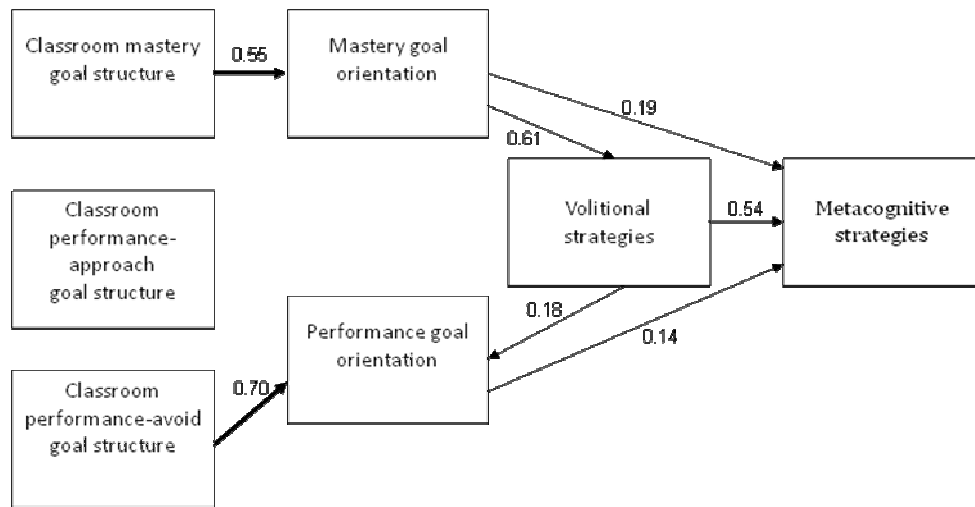 Classroom mastery
goal structure
0.55
Mastery goal
orientation
0.19
0.61
Volitional
strategies
0.54
Metacognitive
strategies
Classroom
performance-
approach
goal structure
0.18
0.14
Performance goal
orientation
Classroom
performance-avoid
goal structure
0.70